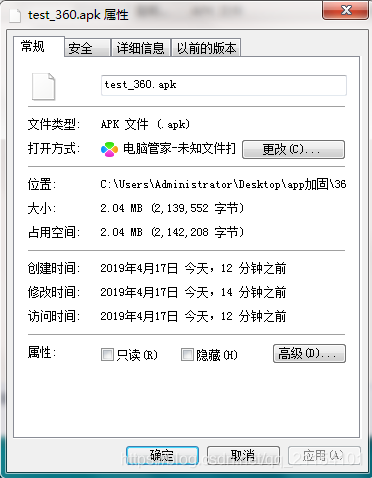 test_360.apk 属性
常规 安全 详细信息 以前的版本
test_360.apk
文件类型: APK 文件 (.apk)
打开方式: 电脑管家-未知文件打 更改(C)...
位置: C:\Users\Administrator\Desktop\app加固\36
大小: 2.04 MB (2,139,552 字节)
占用空间: 2.04 MB (2,142,208 字节)
创建时间: 2019年4月17日 今天，12 分钟之前
修改时间: 2019年4月17日 今天，14 分钟之前
访问时间: 2019年4月17日 今天，12 分钟之前
属性: 只读(R) 隐藏(H) 高级(D)...
确定 取消 应用(A)